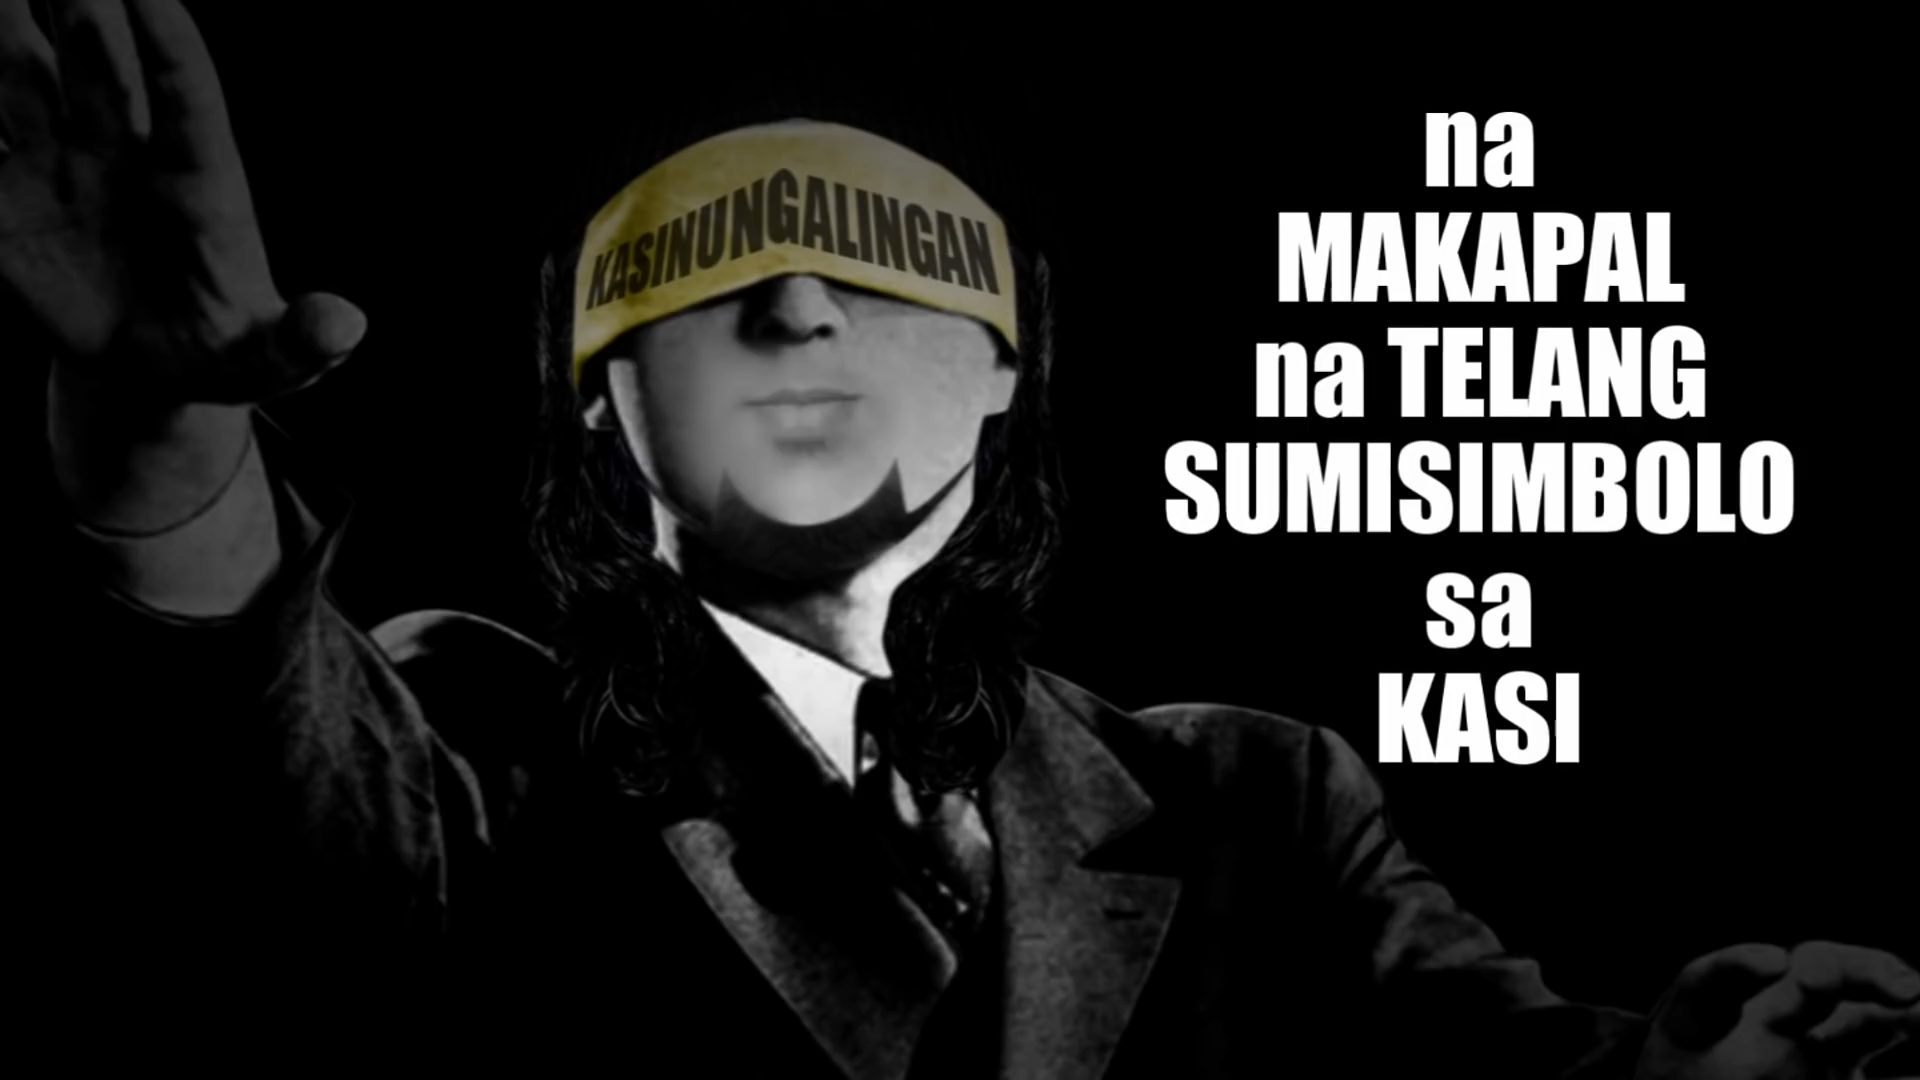 KASINUNGALINGAN
na
MAKAPAL
na TELANG
SUMISIMBOLO
sa
KASI